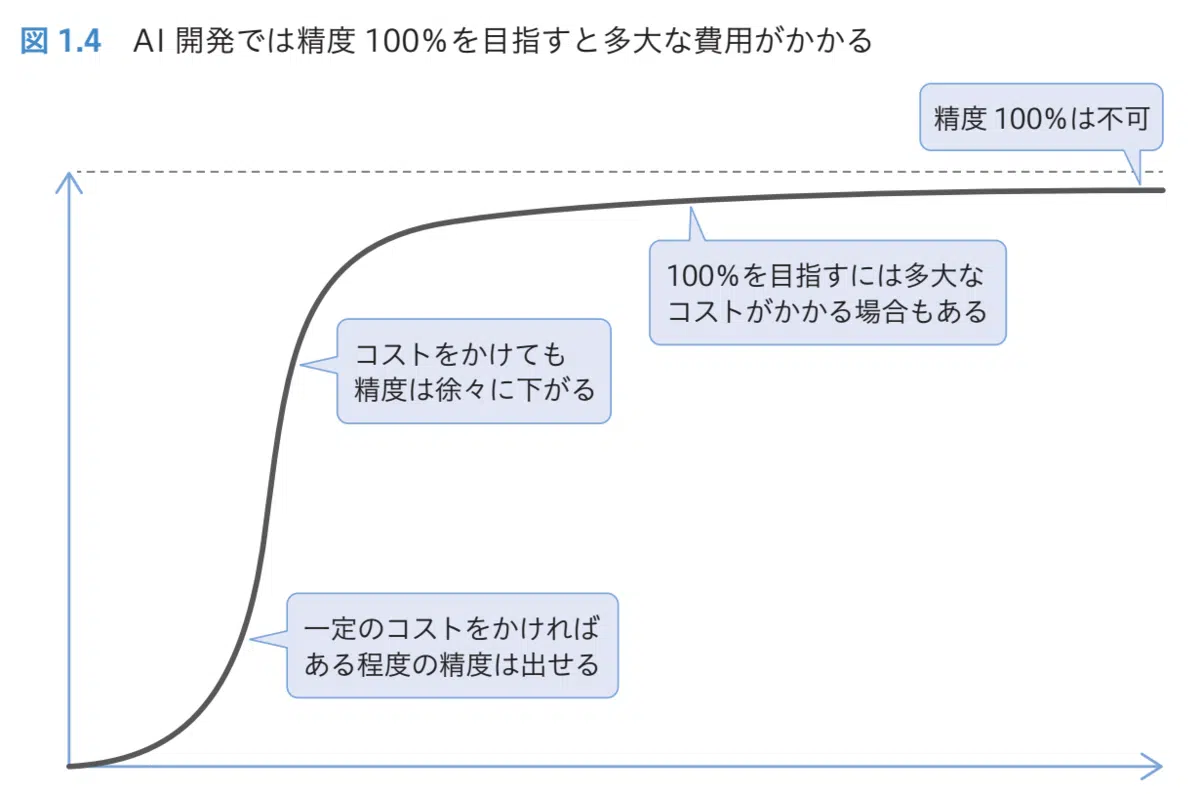 図 1.4 AI 開発では精度 100%を目指すと多大な費用がかかる
精度 100%は不可
100%を目指すには多大な
コストがかかる場合もある
コストをかけても
精度は徐々に下がる
一定のコストをかければ
ある程度の精度は出せる